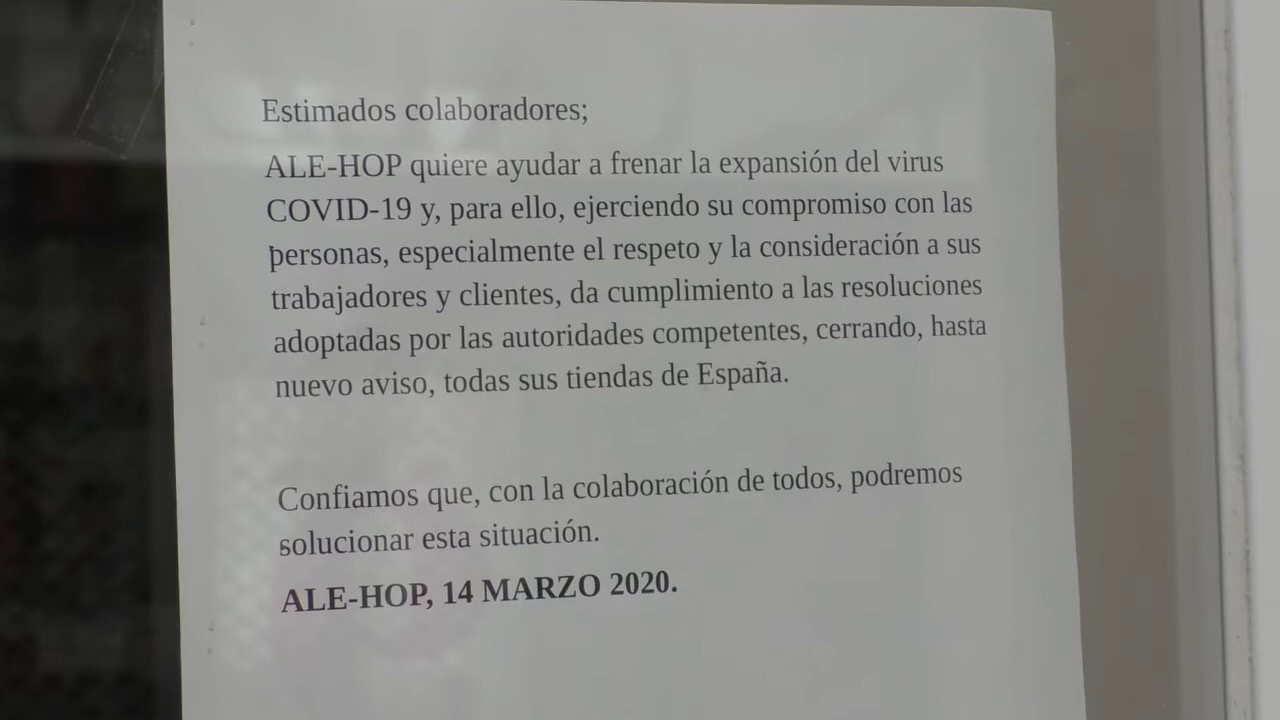 Estimados colaboradores;
ALE-HOP quiere ayudar a frenar la expansión del virus
COVID-19 y, para ello, ejerciendo su compromiso con las
personas, especialmente el respeto y la consideración a sus
trabajadores y clientes, da cumplimiento a las resoluciones
adoptadas por las autoridades competentes, cerrando, hasta
nuevo aviso, todas sus tiendas de España.
Confiamos que, con la colaboración de todos, podremos
solucionar esta situación.
ALE-HOP, 14 MARZO 2020.